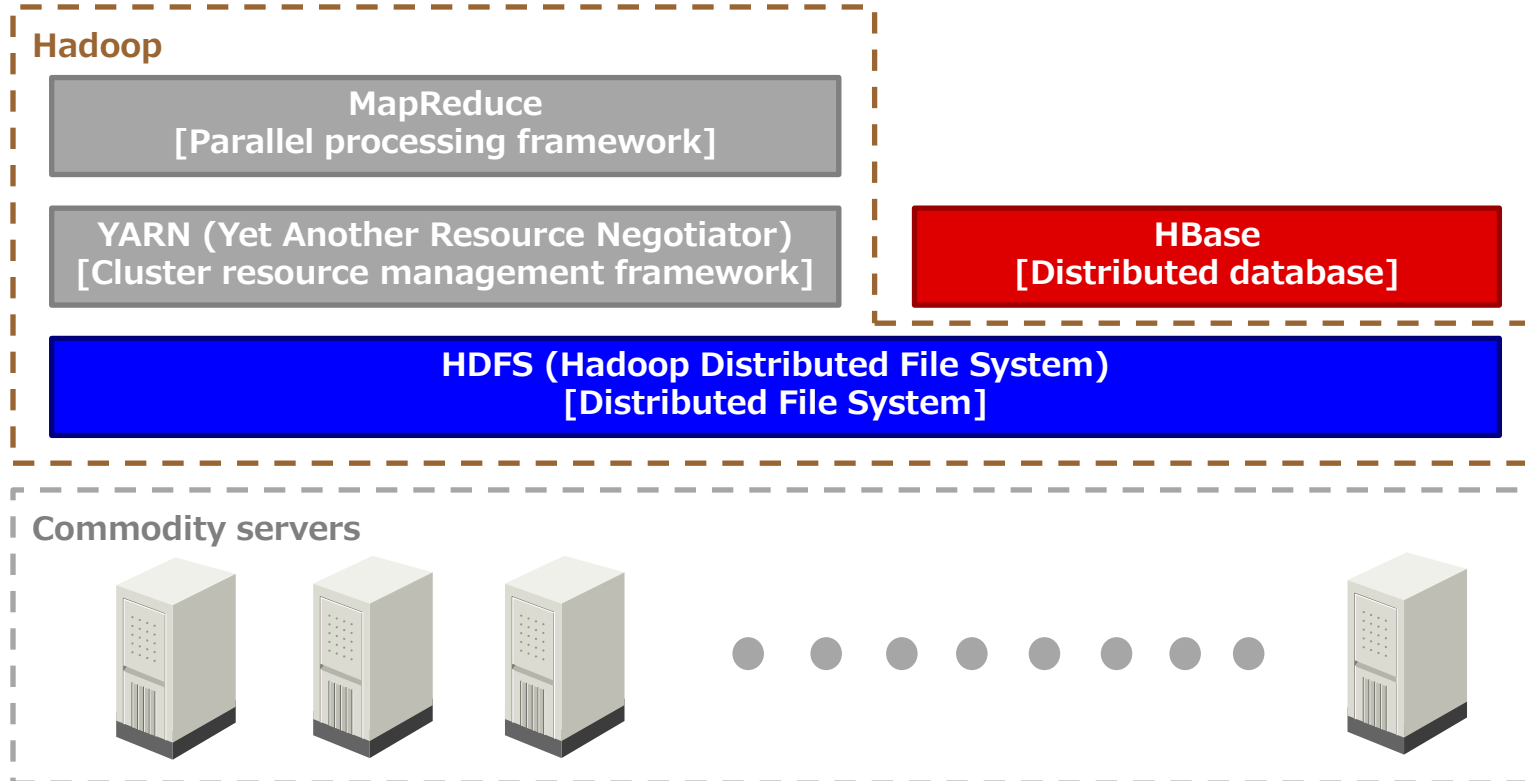 Hadoop
MapReduce
[Parallel processing framework]
YARN (Yet Another Resource Negotiator)
[Cluster resource management framework]
HBase
[Distributed database]
HDFS (Hadoop Distributed File System)
[Distributed File System]
Commodity servers